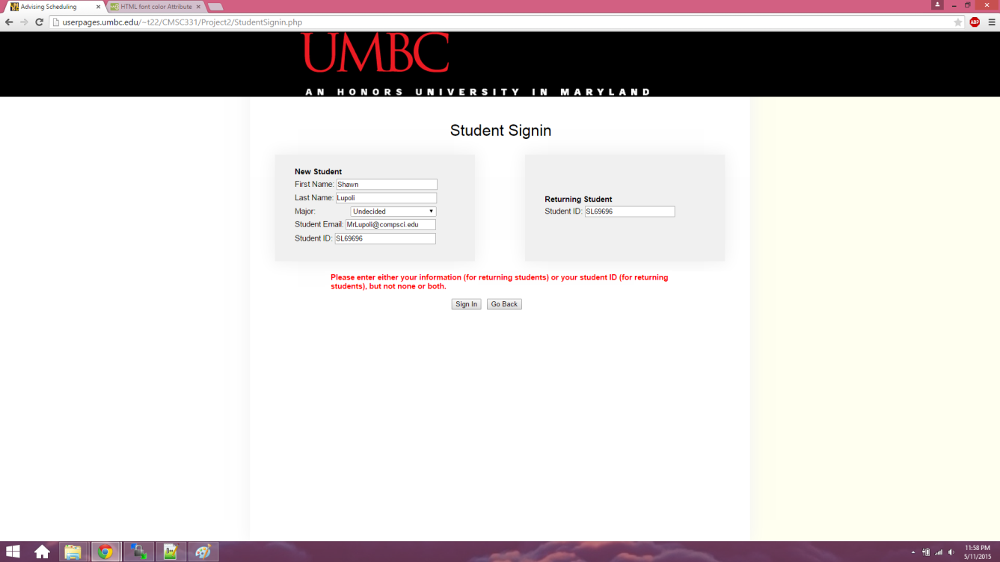 Advising Scheduling
HTML font color Attribute
userpages.umbc.edu/~t22/CMSC331/Project2/StudentSignin.php
ABP
UMBC
AN HONORS UNIVERSITY IN MARYLAND
Student Signin
New Student
First Name: Shawn
Last Name: Lupoli
Major: Undecided
Student Email: MrLupoli@compsci.edu
Student ID: SL69696
Returning Student
Student ID: SL69696
Please enter either your information (for returning students) or your student ID (for returning
students), but not none or both.
Sign In Go Back
11:58 PM
5/11/2015